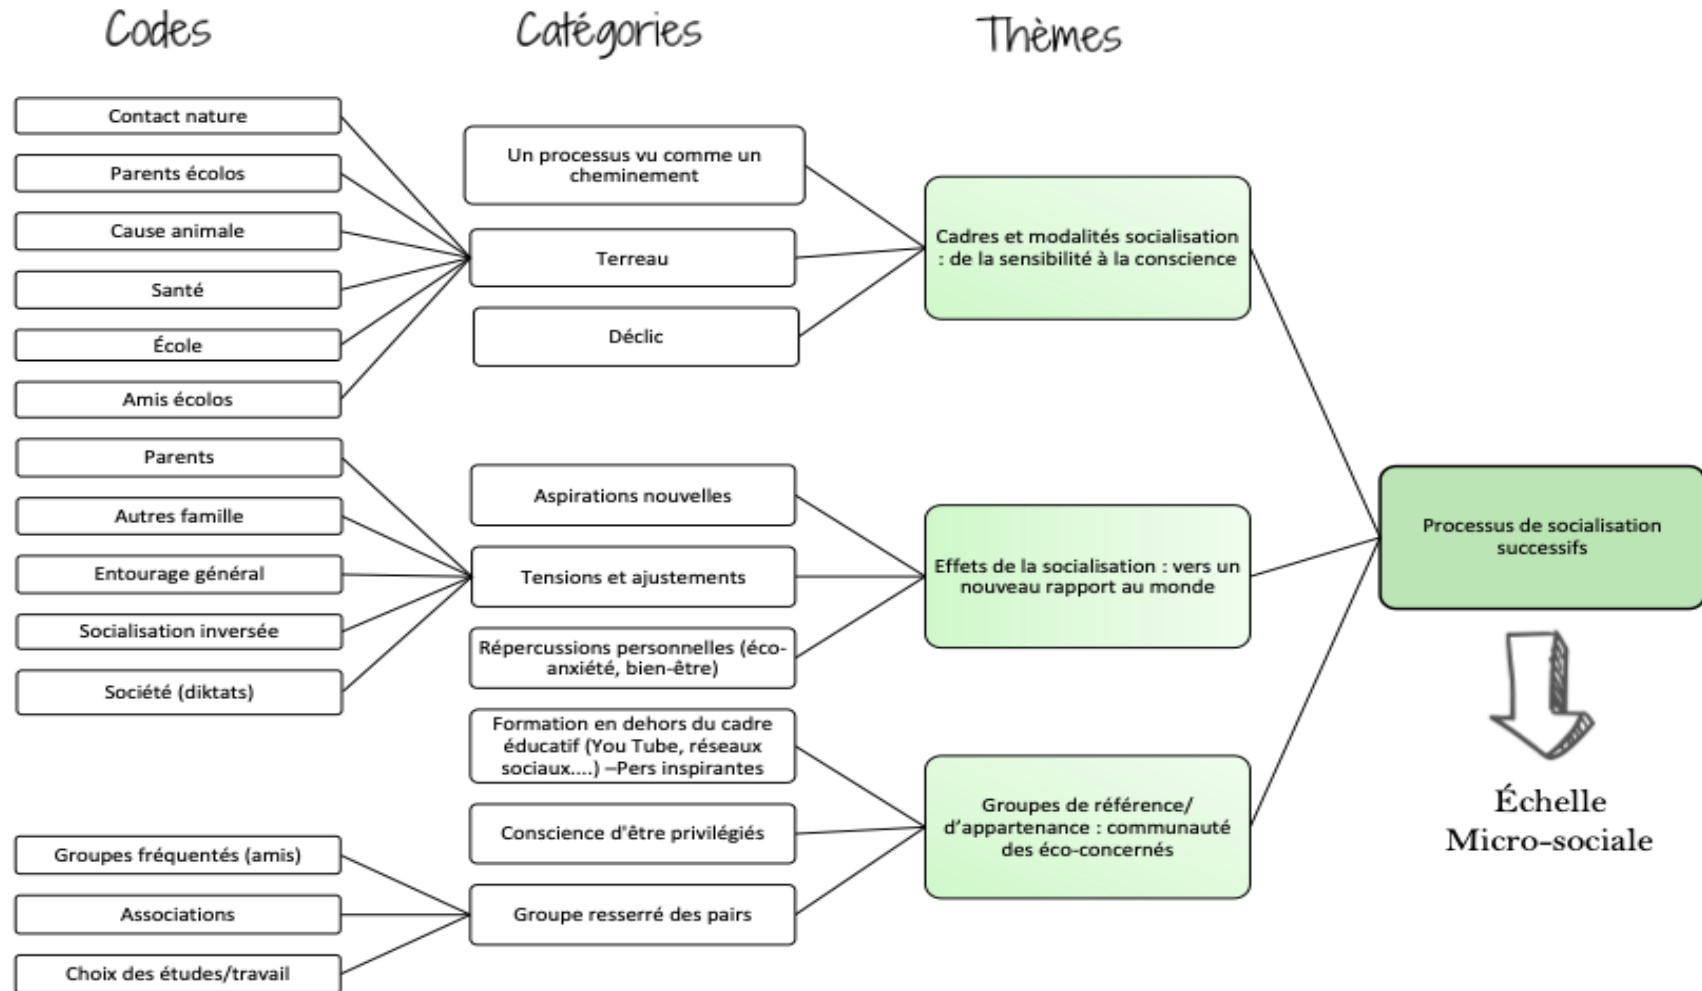 Codes
Catégories
Thèmes
Contact nature
Parents écolos
Cause animale
Santé
École
Amis écolos
Parents
Autres famille
Entourage général
Socialisation inversée
Société (diktats)
Groupes fréquentés (amis)
Associations
Choix des études/travail
Un processus vu comme un
cheminement
Terreau
Déclic
Aspirations nouvelles
Tensions et ajustements
Répercussions personnelles (éco-
anxiété, bien-être)
Formation en dehors du cadre
éducatif (You Tube, réseaux
sociaux....) –Pers inspirantes
Conscience d'être privilégiés
Groupe resserré des pairs
Cadres et modalités socialisation
: de la sensibilité à la conscience
Effets de la socialisation : vers un
nouveau rapport au monde
Groupes de référence/
d’appartenance : communauté
des éco-concernés
Processus de socialisation
successifs
Échelle
Micro-sociale